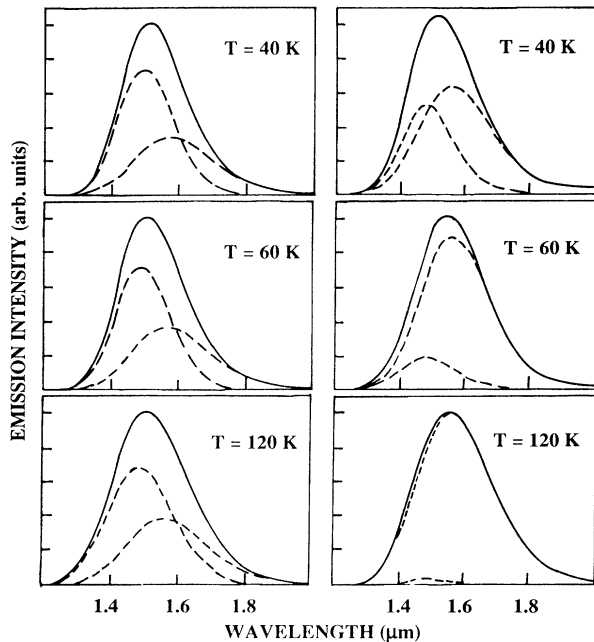 T = 40 K
T = 40 K
T = 60 K
T = 60 K
T = 120 K
T = 120 K
EMISSION INTENSITY (arb. units)
1.4 1.6 1.8 1.4 1.6 1.8
WAVELENGTH (μm)